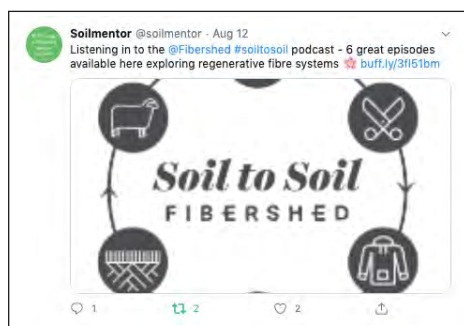 Soilmentor @soilmentor · Aug 12
Listening in to the @Fibershed #soiltosoil podcast - 6 great episodes
available here exploring regenerative fibre systems 🌸 buff.ly/3fi51bm
Soil to Soil
FIBERSHED
1 2 2